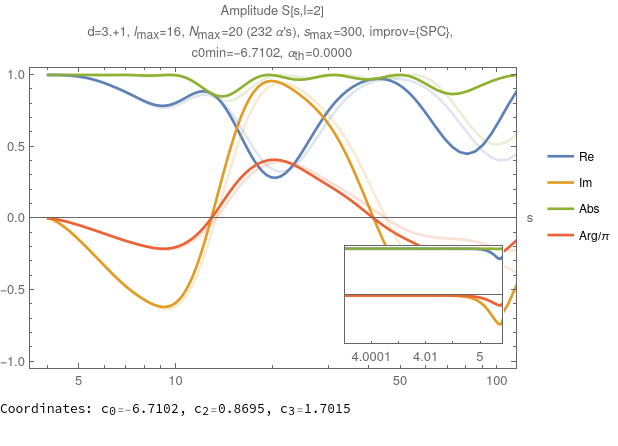 Amplitude S[s,l=2]
d=3.+1, lmax=16, Nmax=20 (232 α's), smax=300, improv={SPC},
c0min=−6.7102, αth=0.0000
1.0
0.5
0.0
−0.5
−1.0
s
Re
Im
Abs
Arg/π
4.0001 4.01 5
5 10 50 100
Coordinates: c0=-6.7102, c2=0.8695, c3=1.7015